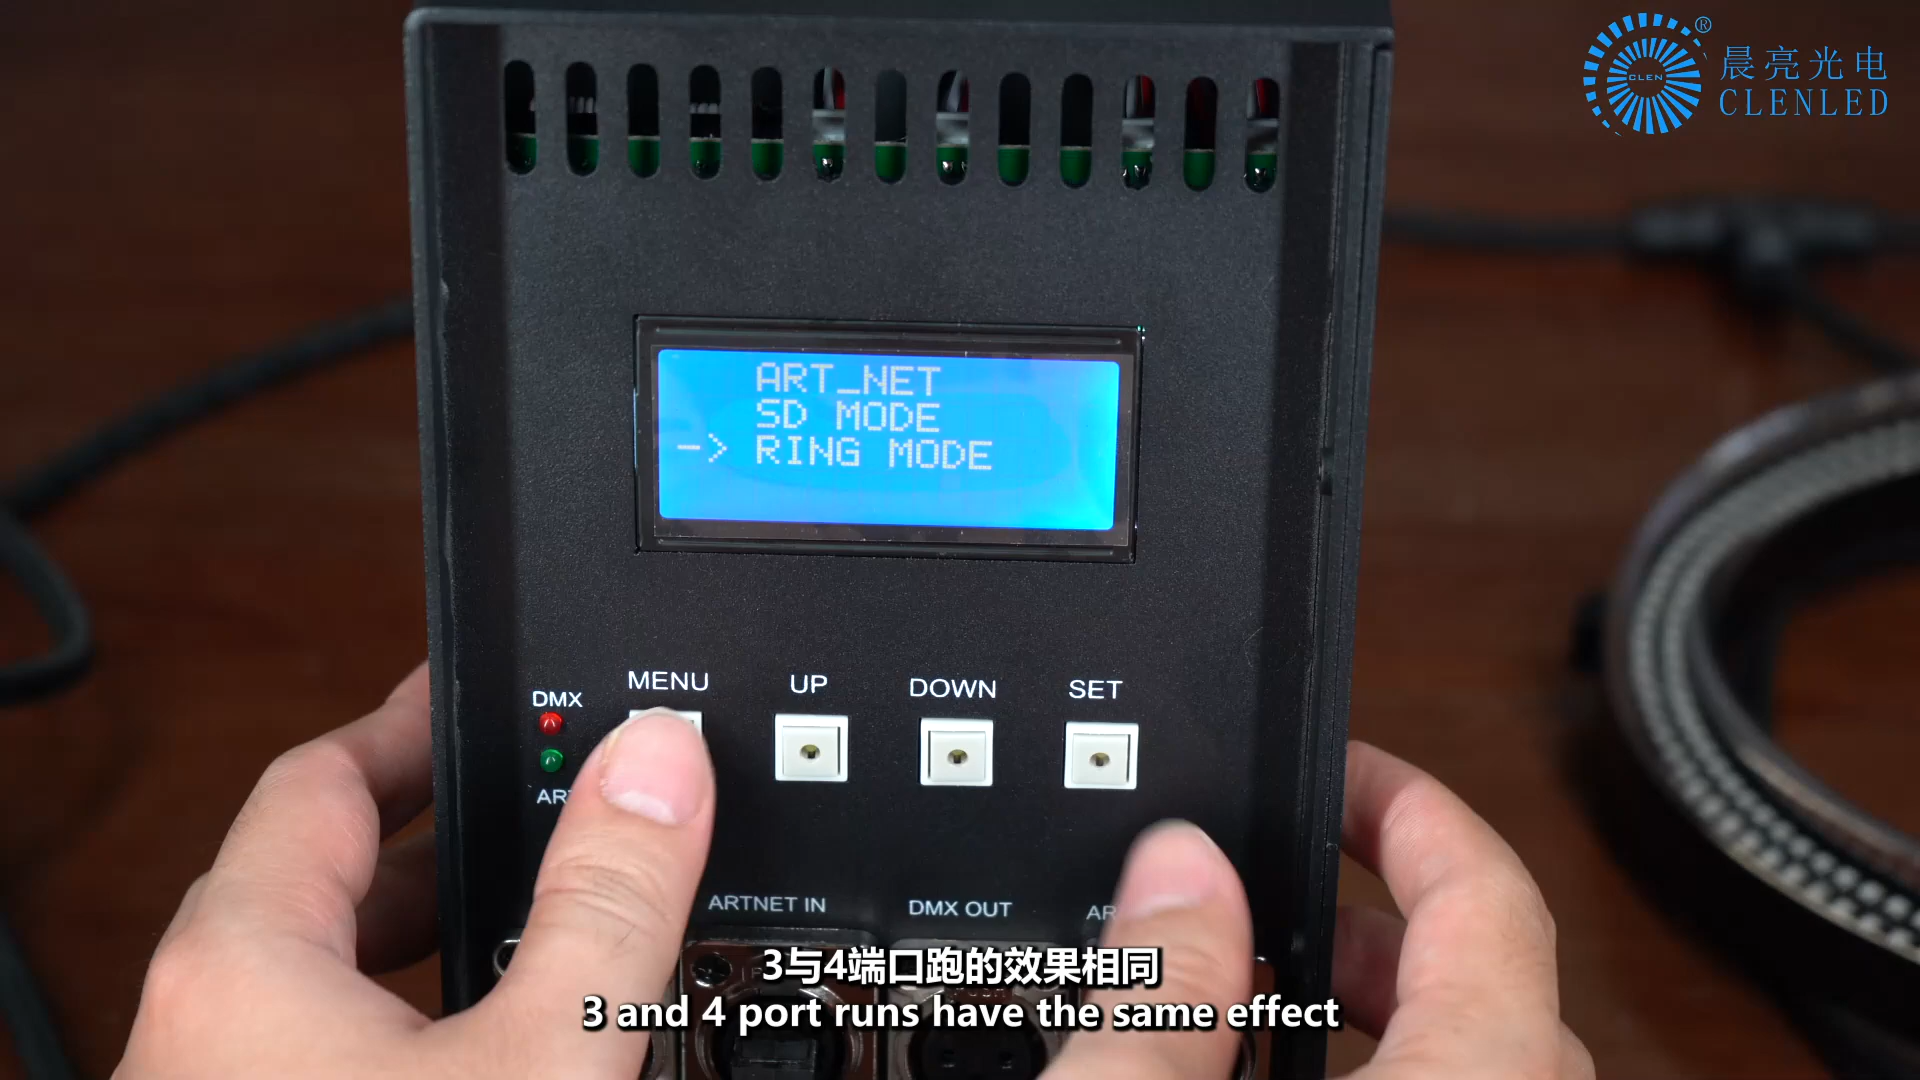 CLEN
®
晨亮光电
CLENLED
ART_NET
SD MODE
-> RING MODE
MENU
UP
DOWN
SET
DMX
ARTNET IN
DMX OUT
3与4端口跑的效果相同
3 and 4 port runs have the same effect